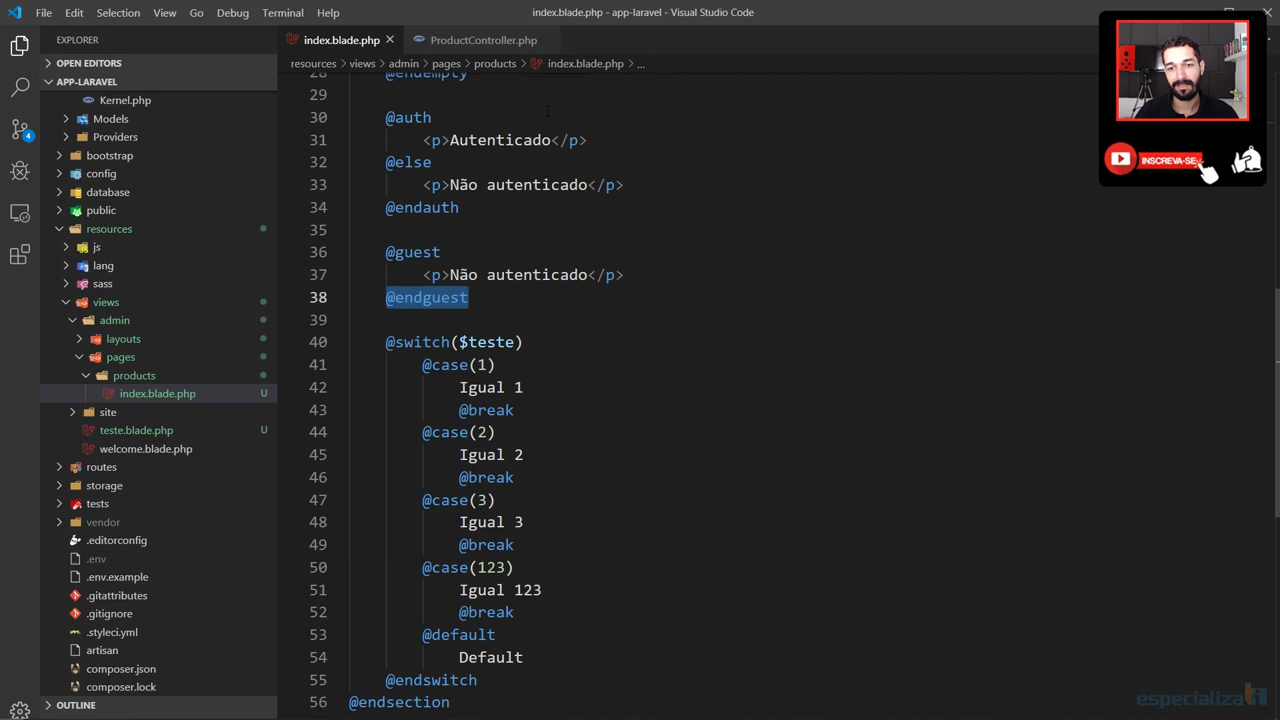 File Edit Selection View Go Debug Terminal Help
index.blade.php - app-laravel - Visual Studio Code
EXPLORER
OPEN EDITORS
APP-LARAVEL
Kernel.php
Models
Providers
bootstrap
config
database
public
resources
js
lang
sass
views
admin
layouts
pages
products
index.blade.php U
site
teste.blade.php U
welcome.blade.php
routes
storage
tests
vendor
.editorconfig
.env
.env.example
.gitattributes
.gitignore
.styleci.yml
artisan
composer.json
composer.lock
OUTLINE
4
index.blade.php
ProductController.php
resources > views > admin > pages > products > index.blade.php > ...
28 @endempty
29
30 @auth
31 <p>Autenticado</p>
32 @else
33 <p>Não autenticado</p>
34 @endauth
35
36 @guest
37 <p>Não autenticado</p>
38 @endguest
39
40 @switch($teste)
41 @case(1)
42 Igual 1
43 @break
44 @case(2)
45 Igual 2
46 @break
47 @case(3)
48 Igual 3
49 @break
50 @case(123)
51 Igual 123
52 @break
53 @default
54 Default
55 @endswitch
56 @endsection
INSCREVA-SE
especializati